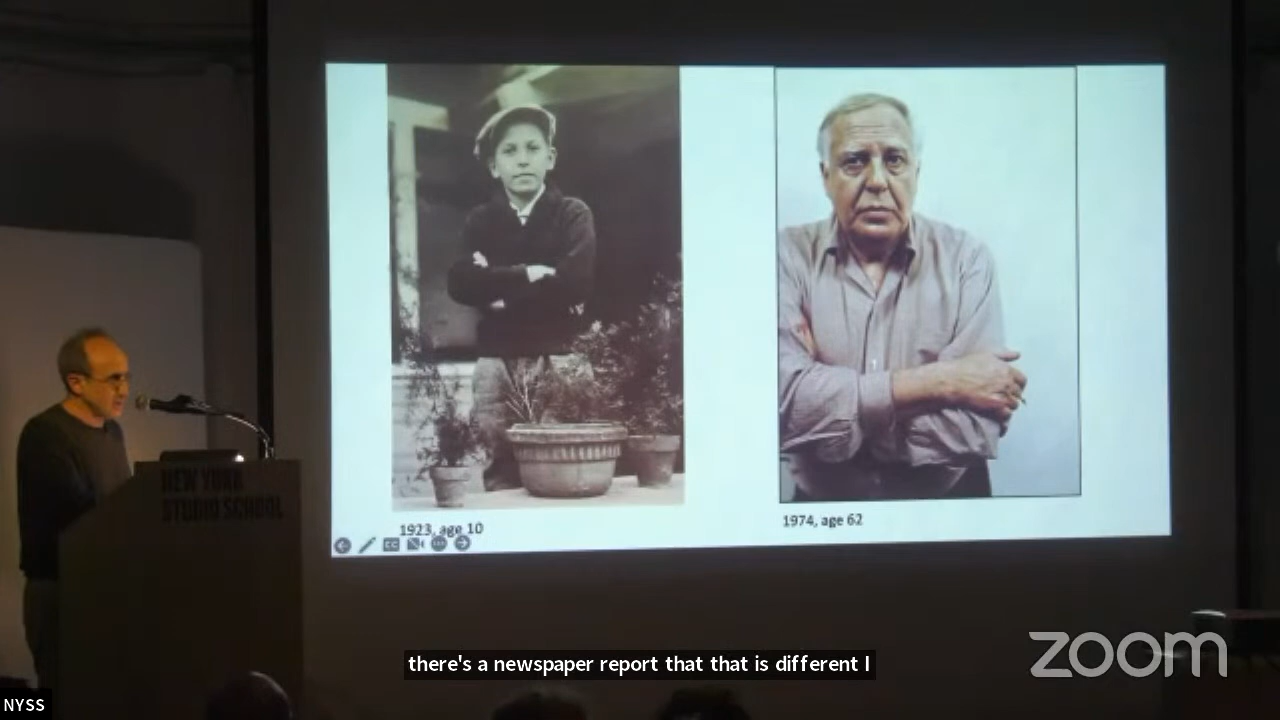 NEW YORK
STUDIO SCHOOL
1923, age 10
1974, age 62
CC
there's a newspaper report that that is different I
zoom
NYSS